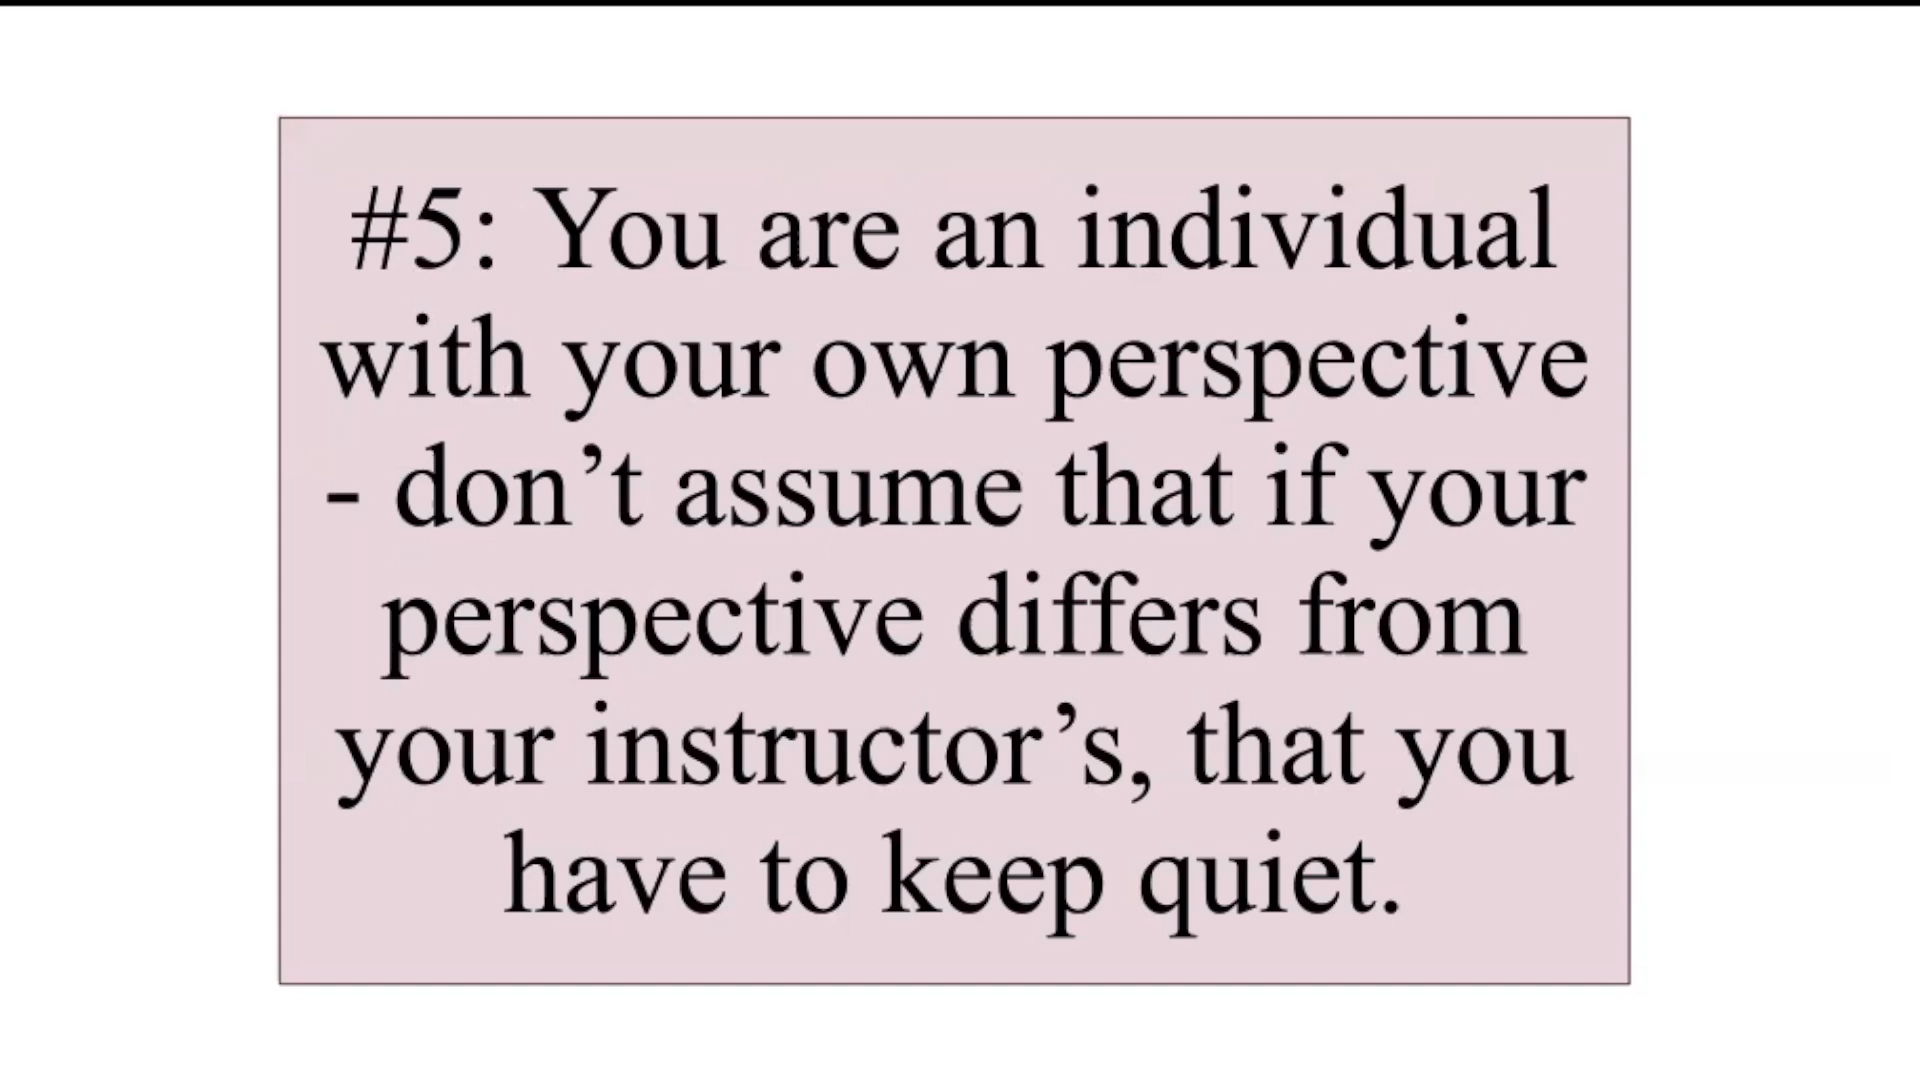 #5: You are an individual
with your own perspective
- don’t assume that if your
perspective differs from
your instructor’s, that you
have to keep quiet.